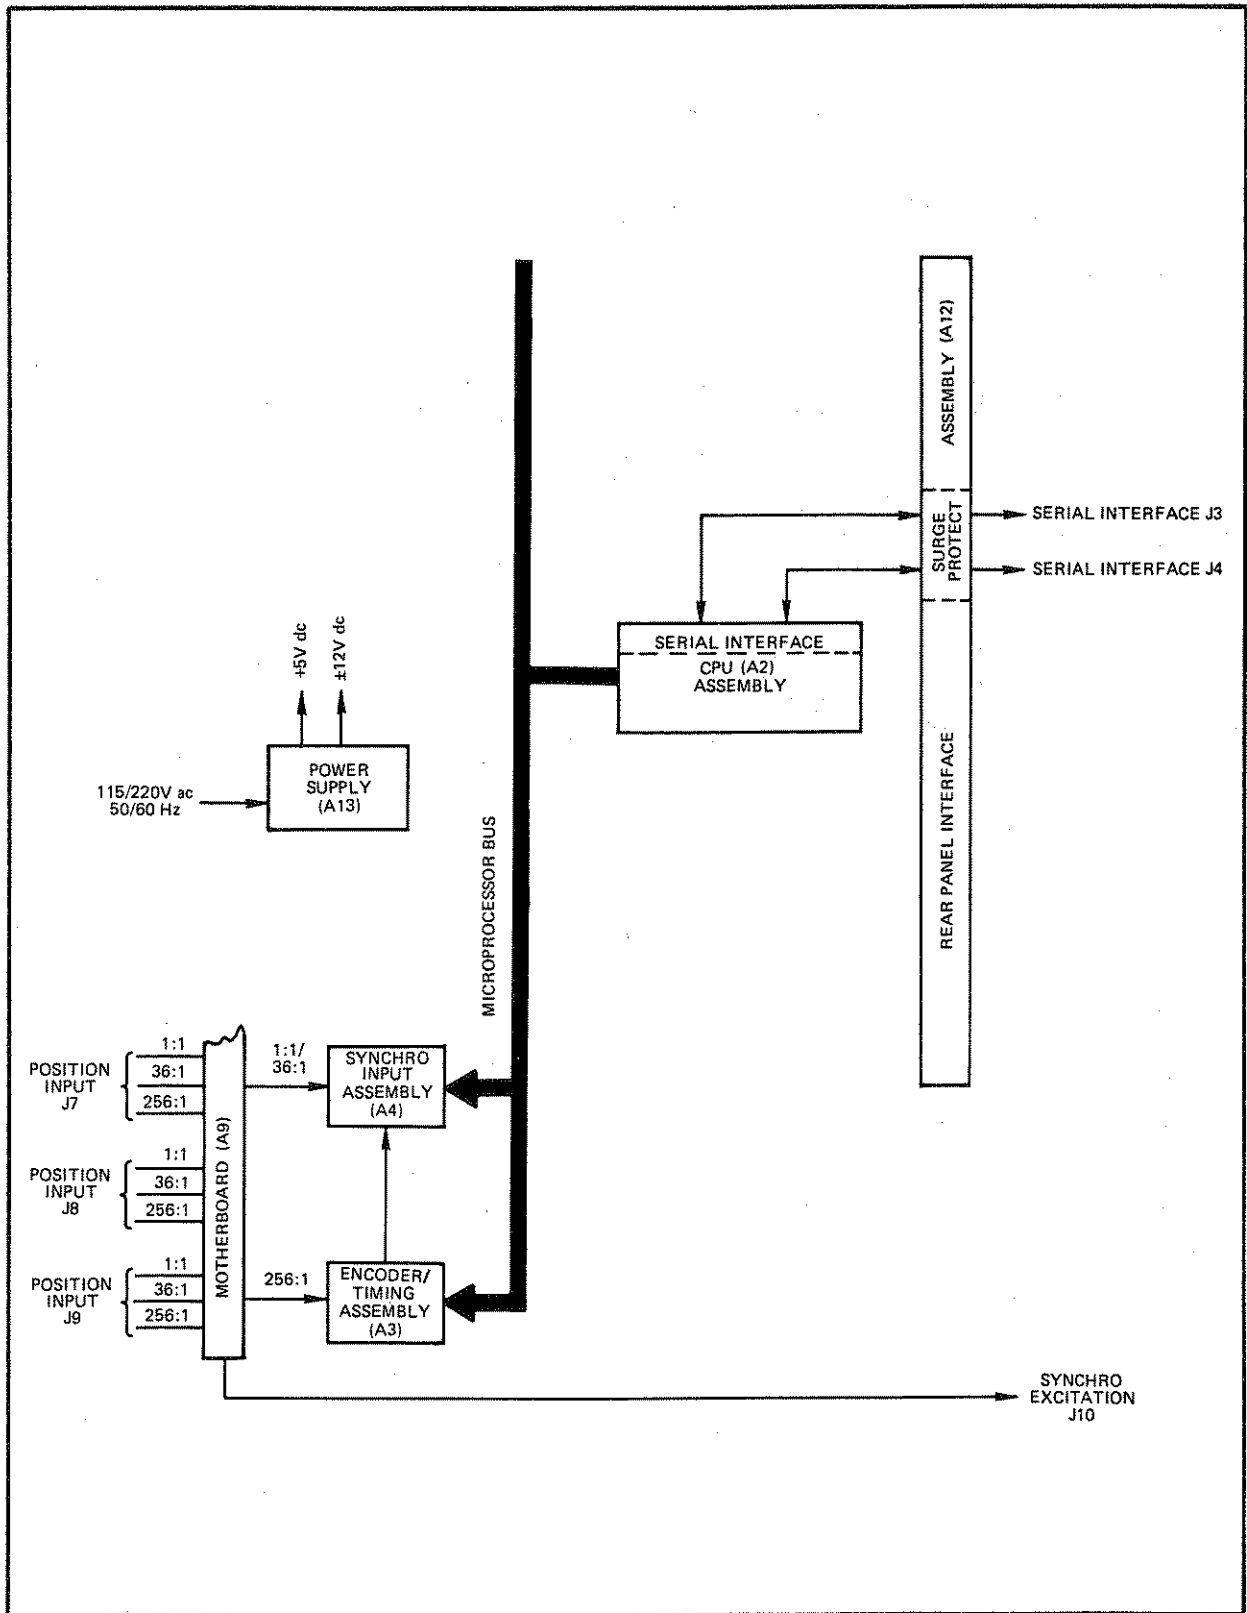 ASSEMBLY (A12)
SURGE
PROTECT
REAR PANEL INTERFACE
SERIAL INTERFACE J3
SERIAL INTERFACE J4
SERIAL INTERFACE
CPU (A2)
ASSEMBLY
+5V dc
±12V dc
POWER
SUPPLY
(A13)
115/220V ac
50/60 Hz
MICROPROCESSOR BUS
POSITION
INPUT
J7
1:1
36:1
256:1
POSITION
INPUT
J8
1:1
36:1
256:1
POSITION
INPUT
J9
1:1
36:1
256:1
MOTHERBOARD (A9)
1:1/
36:1
SYNCHRO
INPUT
ASSEMBLY
(A4)
256:1
ENCODER/
TIMING
ASSEMBLY
(A3)
SYNCHRO
EXCITATION
J10